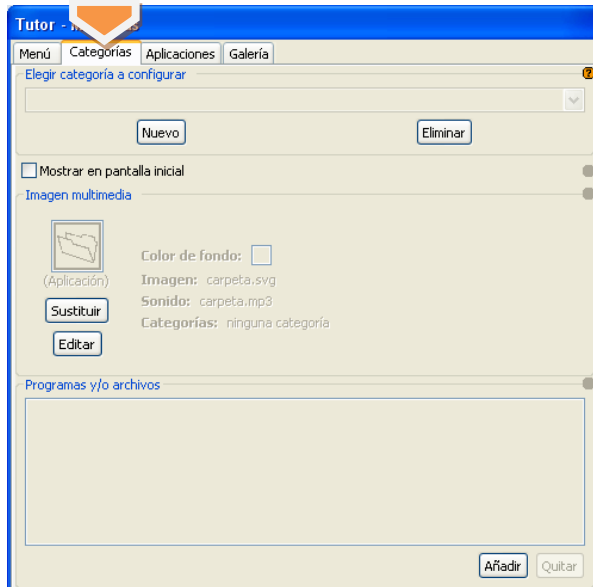 Tutor -
Menú Categorías Aplicaciones Galería
Elegir categoría a configurar
?
Nuevo Eliminar
Mostrar en pantalla inicial
Imagen multimedia
Color de fondo:
(Aplicación) Imagen: carpeta.svg
Sonido: carpeta.mp3
Sustituir
Categorías: ninguna categoría
Editar
Programas y/o archivos
Añadir Quitar